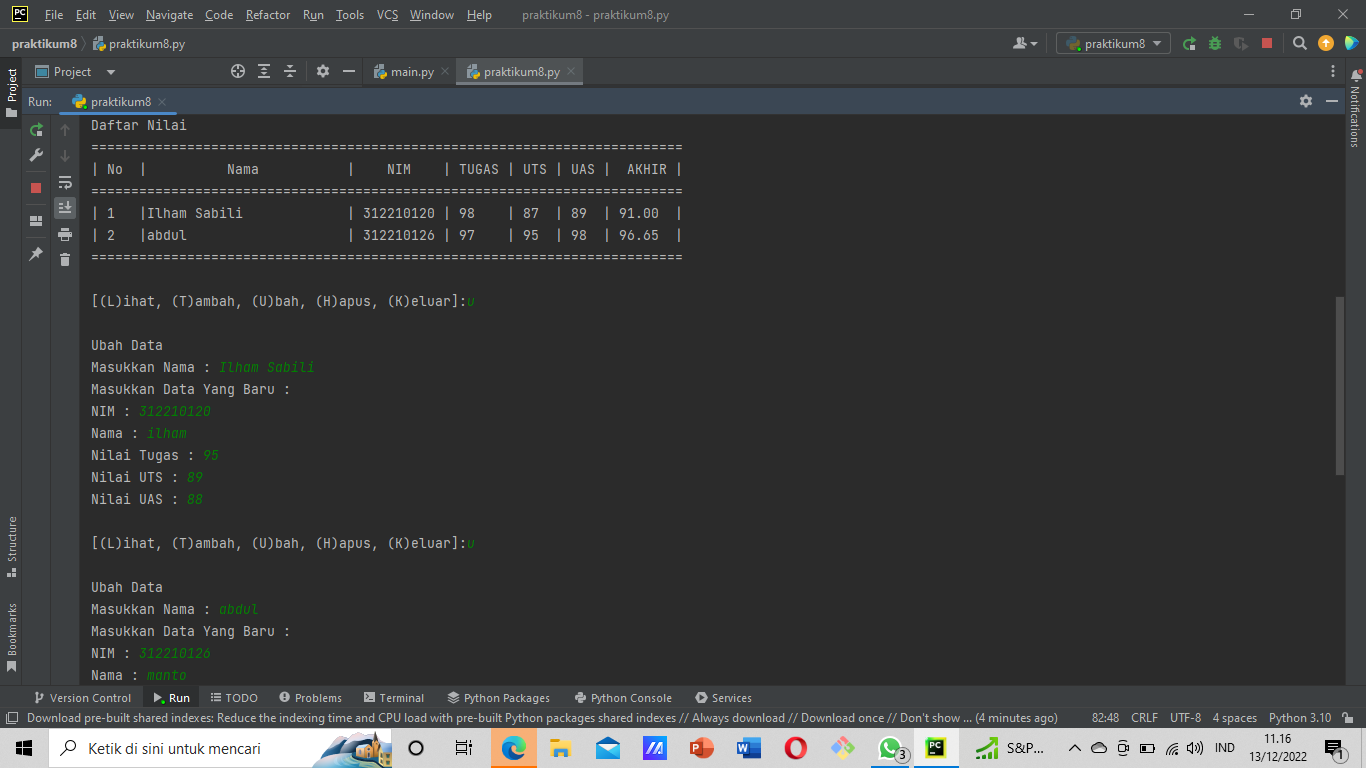 PC File Edit View Navigate Code Refactor Run Tools VCS Window Help praktikum8 - praktikum8.py
praktikum8 praktikum8.py praktikum8
Project Project main.py praktikum8.py
Run: praktikum8
Notifications
Daftar Nilai
==========================================================================
| No | Nama | NIM | TUGAS | UTS | UAS | AKHIR |
==========================================================================
| 1 |Ilham Sabili | 312210120 | 98 | 87 | 89 | 91.00 |
| 2 |abdul | 312210126 | 97 | 95 | 98 | 96.65 |
==========================================================================
[(L)ihat, (T)ambah, (U)bah, (H)apus, (K)eluar]:u
Ubah Data
Masukkan Nama : Ilham Sabili
Masukkan Data Yang Baru :
NIM : 312210120
Nama : ilham
Nilai Tugas : 95
Nilai UTS : 89
Nilai UAS : 88
[(L)ihat, (T)ambah, (U)bah, (H)apus, (K)eluar]:u
Ubah Data
Masukkan Nama : abdul
Masukkan Data Yang Baru :
NIM : 312210126
Nama : manto
Structure
Bookmarks
Version Control Run TODO Problems Terminal Python Packages Python Console Services
Download pre-built shared indexes: Reduce the indexing time and CPU load with pre-built Python packages shared indexes // Always download // Download once // Don't show ... (4 minutes ago) 82:48 CRLF UTF-8 4 spaces Python 3.10
Ketik di sini untuk mencari 3 PC S&P... IND 11.16
13/12/2022 1